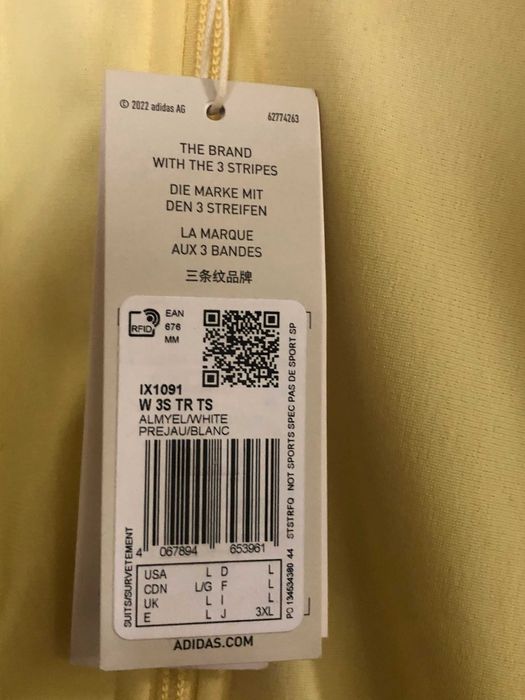 © 2022 adidas AG
62774263
THE BRAND
WITH THE 3 STRIPES
DIE MARKE MIT
DEN 3 STREIFEN
LA MARQUE
AUX 3 BANDES
三条纹品牌
RFID
EAN
676
MM
IX1091
W 3S TR TS
ALMYEL/WHITE
PREJAU/BLANC
4 067894 653961
USA L D L
CDN L/G F L
UK L I L
E L J 3XL
SUITS/SURVETEMENT
PO 134534380 44 STSTRFQ NOT SPORTS SPEC PAS DE SPORT SP
ADIDAS.COM